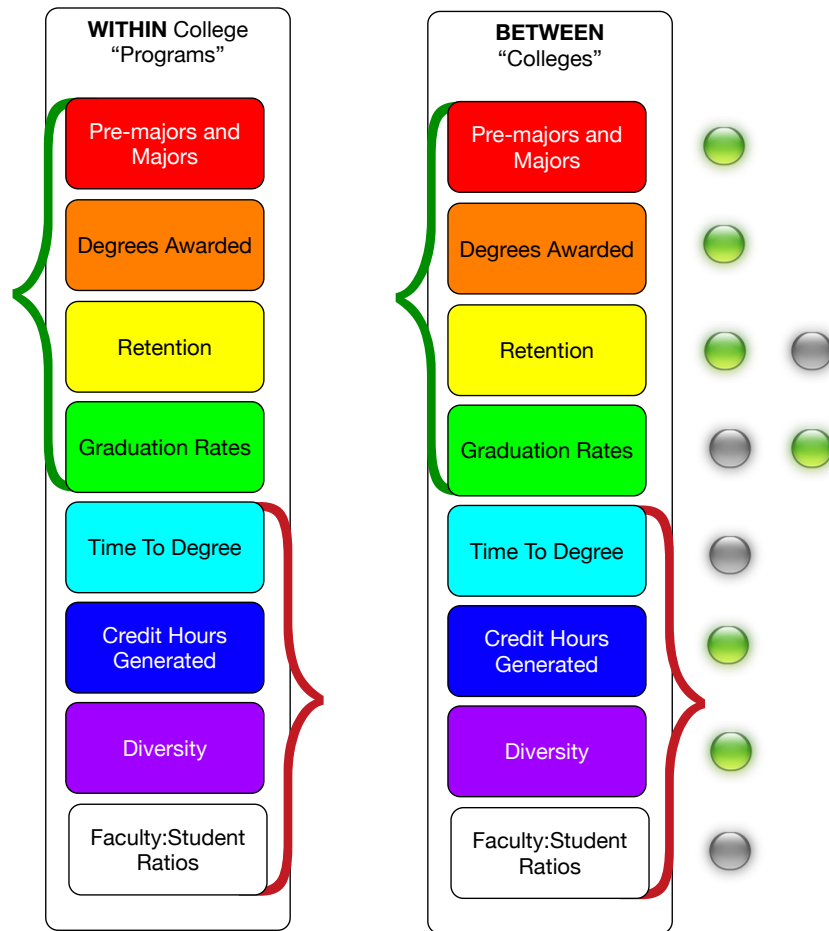 WITHIN College
“Programs”
Pre-majors and
Majors
Degrees Awarded
Retention
Graduation Rates
Time To Degree
Credit Hours
Generated
Diversity
Faculty:Student
Ratios
BETWEEN
“Colleges”
Pre-majors and
Majors
Degrees Awarded
Retention
Graduation Rates
Time To Degree
Credit Hours
Generated
Diversity
Faculty:Student
Ratios